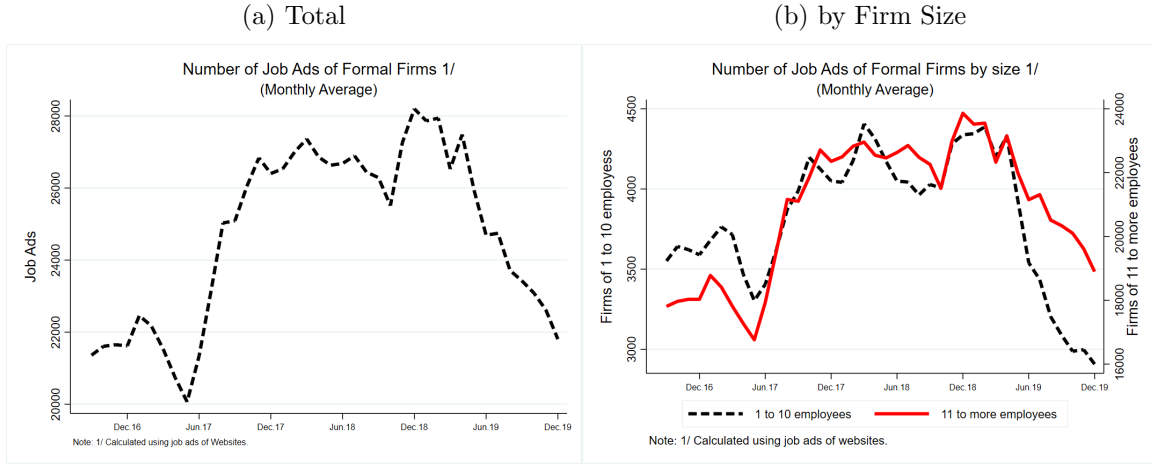 (a) Total
Number of Job Ads of Formal Firms 1/
(Monthly Average)
Job Ads
28000
26000
24000
22000
20000
Dec.16 Jun.17 Dec.17 Jun.18 Dec.18 Jun.19 Dec.19
Note: 1/ Calculated using job ads of Websites.
(b) by Firm Size
Number of Job Ads of Formal Firms by size 1/
(Monthly Average)
Firms of 1 to 10 employeess
4500
4000
3500
3000
24000
22000
20000
18000
16000
Firms of 11 to more employees
Dec.16 Jun.17 Dec.17 Jun.18 Dec.18 Jun.19 Dec.19
1 to 10 employees 11 to more employees
Note: 1/ Calculated using job ads of websites.